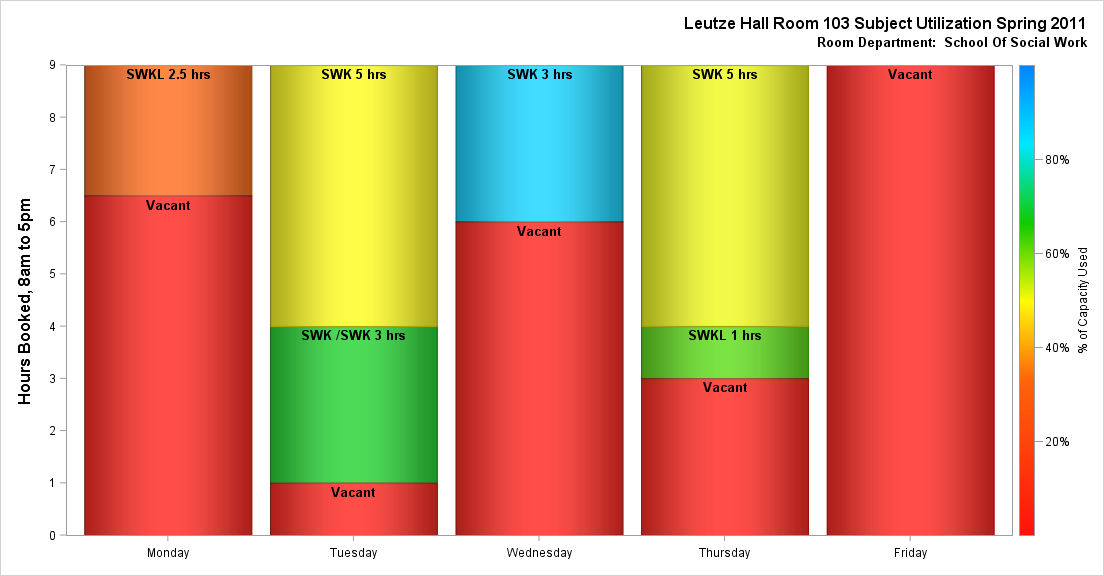 Leutze Hall Room 103 Subject Utilization Spring 2011
Room Department:  School Of Social Work
Hours Booked, 8am to 5pm
9
8
7
6
5
4
3
2
1
0
SWKL 2.5 hrs
Vacant
SWK 5 hrs
SWK /SWK 3 hrs
Vacant
SWK 3 hrs
Vacant
SWK 5 hrs
SWKL 1 hrs
Vacant
Vacant
Monday
Tuesday
Wednesday
Thursday
Friday
80%
60%
40%
20%
% of Capacity Used